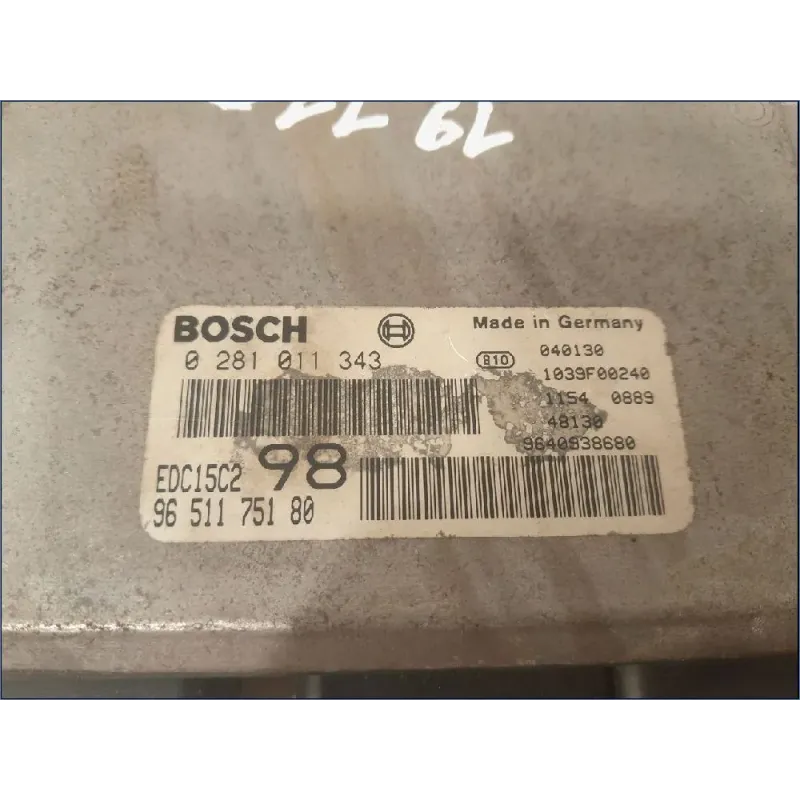 BOSCH
Made in Germany
0 281 011 343
810
040130
1039F00240
1154 0889
48130
9640938680
EDC15C2
98
96 511 751 80